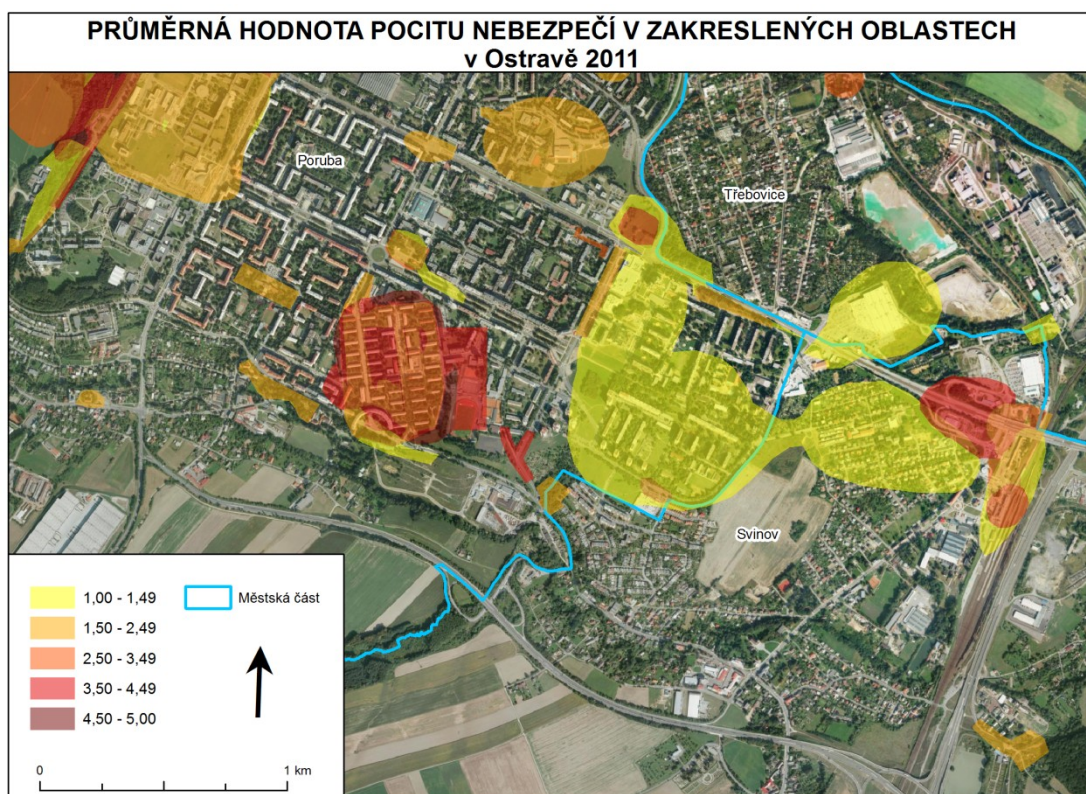 PRŮMĚRNÁ HODNOTA POCITU NEBEZPEČÍ V ZAKRESLENÝCH OBLASTECH
v Ostravě 2011
Poruba
Třebovice
Svinov
1,00 - 1,49
Městská část
1,50 - 2,49
2,50 - 3,49
3,50 - 4,49
4,50 - 5,00
0
1 km